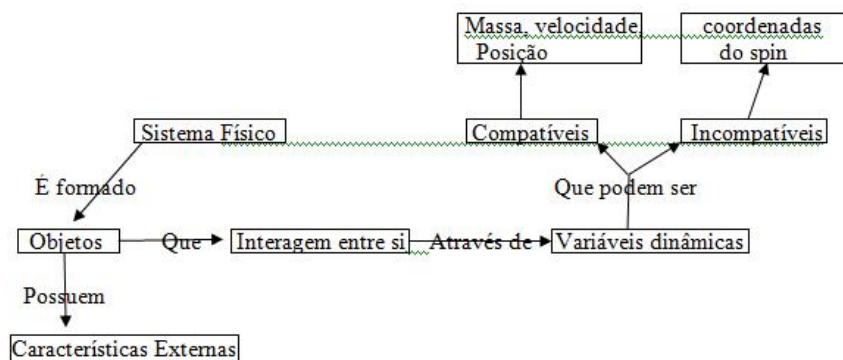 Massa, velocidade,
Posição
coordenadas
do spin
Sistema Físico
Compatíveis
Incompatíveis
É formado
Que podem ser
Objetos
Que
Interagem entre si
Através de
Variáveis dinâmicas
Possuem
Características Externas